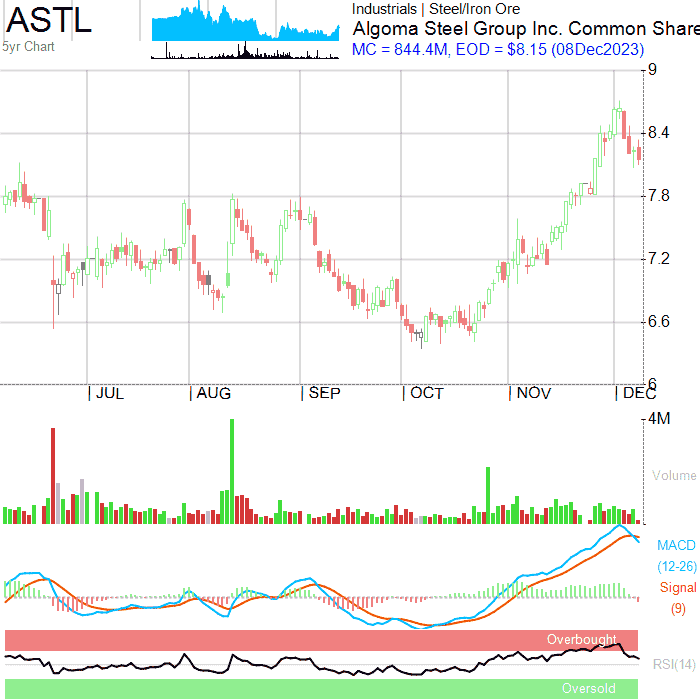 ASTL
5yr Chart
Industrials | Steel/Iron Ore
Algoma Steel Group Inc. Common Share
MC = 844.4M, EOD = $8.15 (08Dec2023)
9
8.4
7.8
7.2
6.6
6
| JUL | AUG | SEP | OCT | NOV | DEC
4M
Volume
MACD
(12-26)
Signal
(9)
Overbought
RSI(14)
Oversold